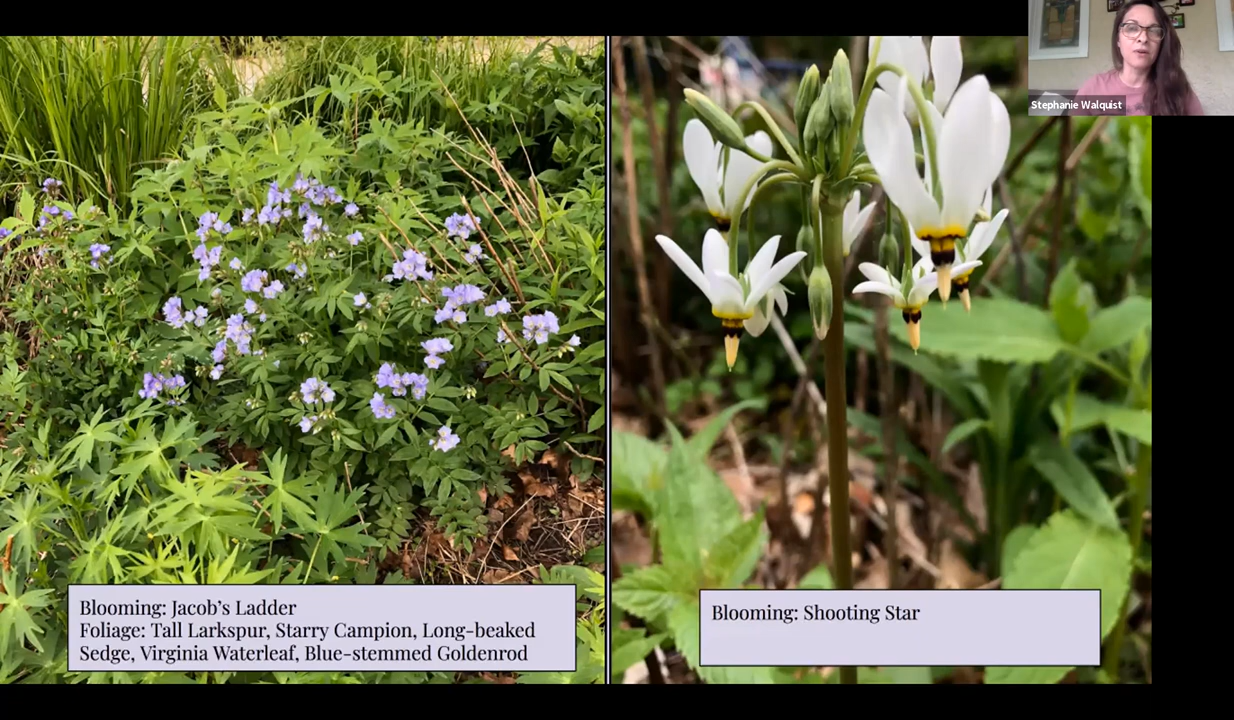 Stephanie Walquist
Blooming: Jacob's Ladder
Foliage: Tall Larkspur, Starry Campion, Long-beaked
Sedge, Virginia Waterleaf, Blue-stemmed Goldenrod
Blooming: Shooting Star